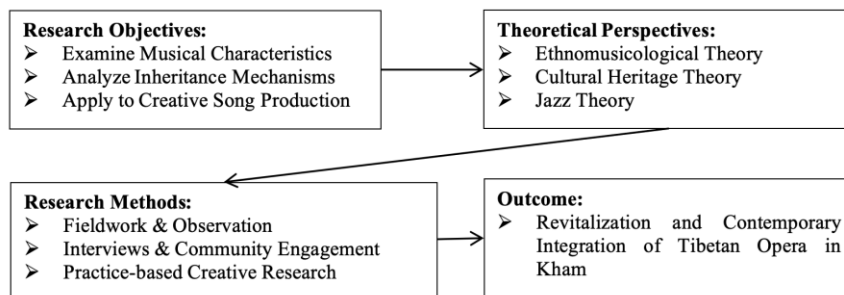 Research Objectives:
➢ Examine Musical Characteristics
➢ Analyze Inheritance Mechanisms
➢ Apply to Creative Song Production
Theoretical Perspectives:
➢ Ethnomusicological Theory
➢ Cultural Heritage Theory
➢ Jazz Theory
Research Methods:
➢ Fieldwork & Observation
➢ Interviews & Community Engagement
➢ Practice-based Creative Research
Outcome:
➢ Revitalization and Contemporary
Integration of Tibetan Opera in
Kham